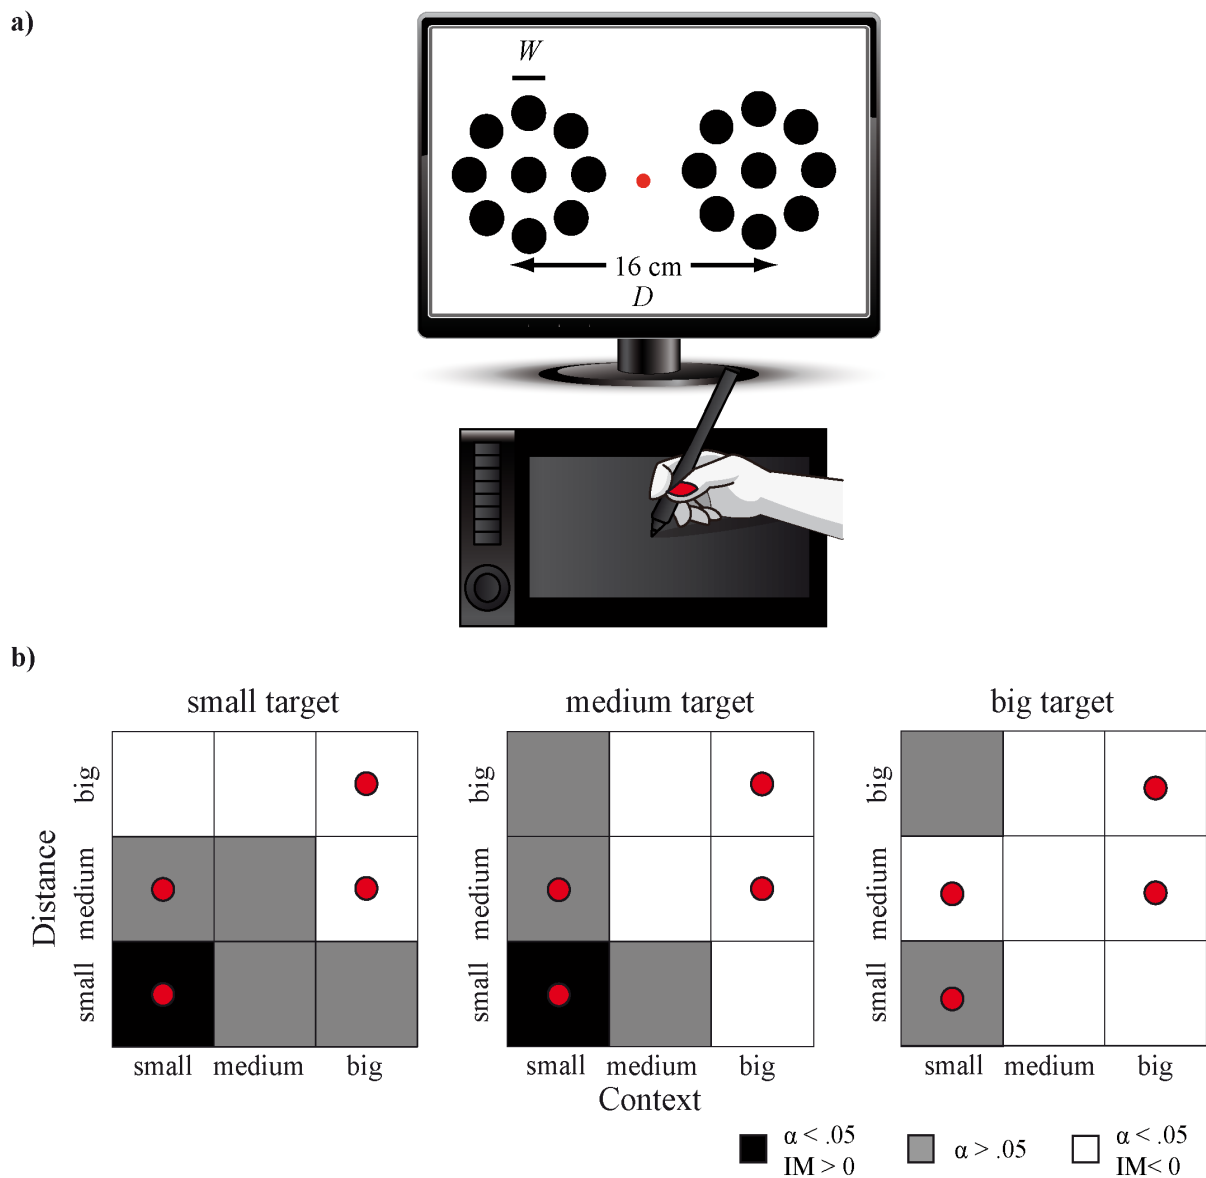 a)
W
16 cm
D
b)
small target
medium target
big target
Distance
big
medium
small
big
medium
small
big
medium
small
small medium big
small medium big
small medium big
Context
α < .05
IM > 0
α > .05
α < .05
IM< 0